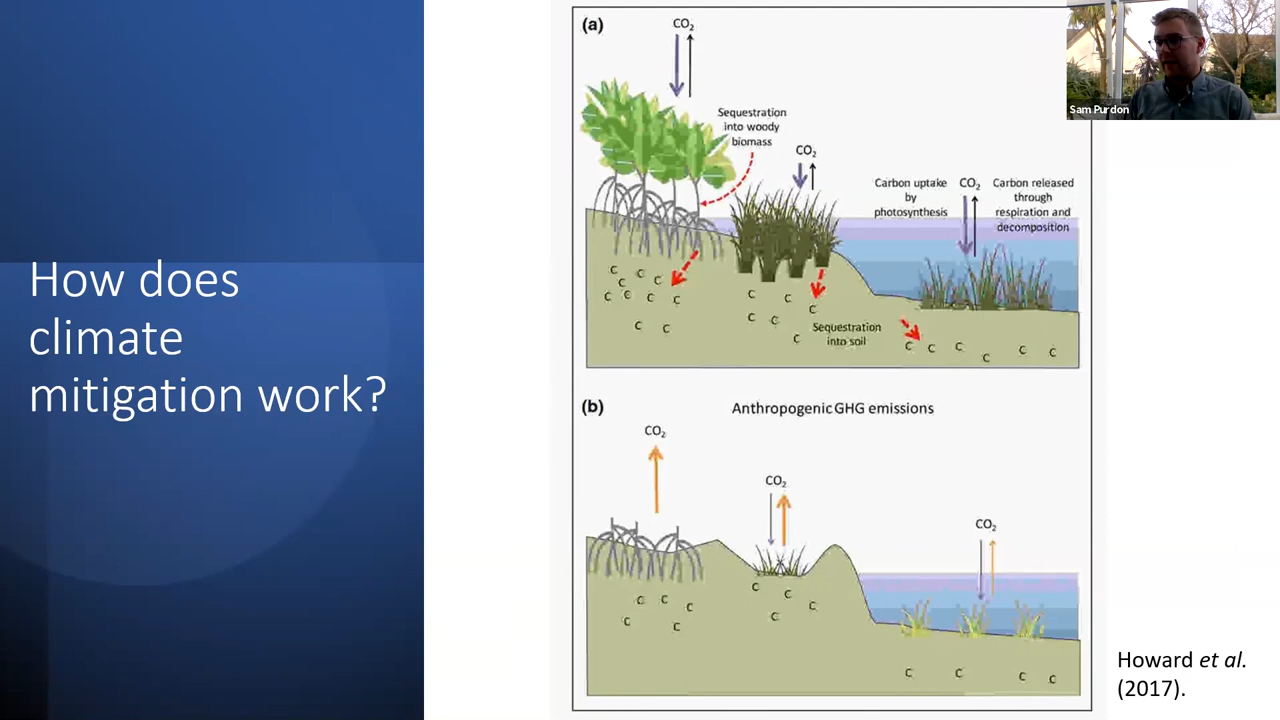 How does
climate
mitigation work?
(a)
CO₂
Sequestration
into woody
biomass
CO₂
Carbon uptake
by
photosynthesis
CO₂
Carbon released
through
respiration and
decomposition
C C C C C C C C C C
C C C C C C
Sequestration
into soil
C C C C C C
(b)
Anthropogenic GHG emissions
CO₂
CO₂
CO₂
C C C C C
C C C C
C C C C
Sam Purdon
Howard et al.
(2017).